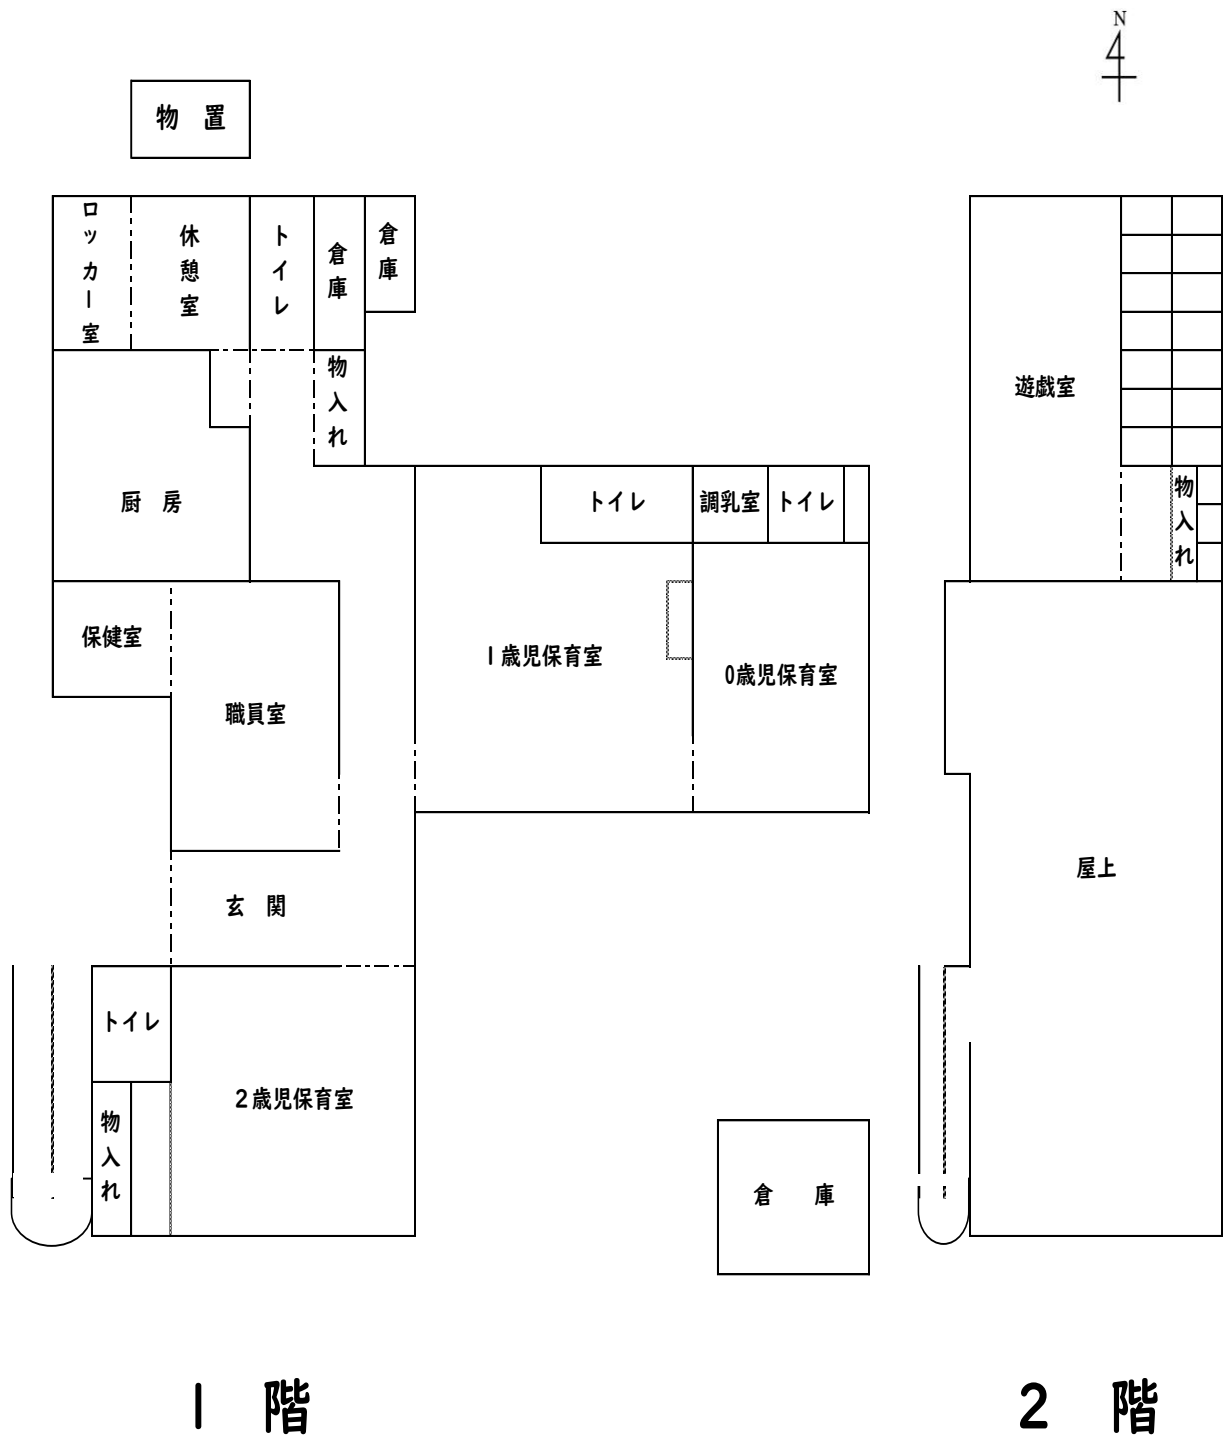 N
物　置
ロッカー室
休憩室
トイレ
倉庫
倉庫
物入れ
厨　房
トイレ
調乳室
トイレ
保健室
職員室
1歳児保育室
0歳児保育室
玄　関
トイレ
物入れ
2歳児保育室
倉　庫
1　階
遊戯室
物入れ
屋上
2　階